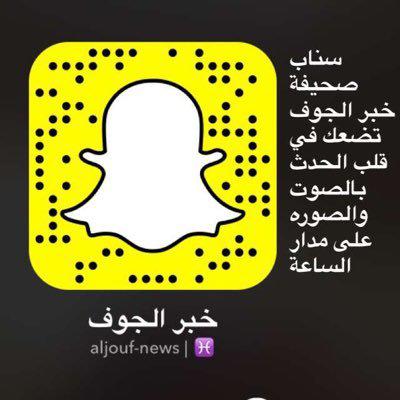 سناب
صحيفة
خبر الجوف
تضعك في
قلب الحدث
بالصوت
والصوره
على مدار
الساعة
خبر الجوف
aljouf-news | ♓